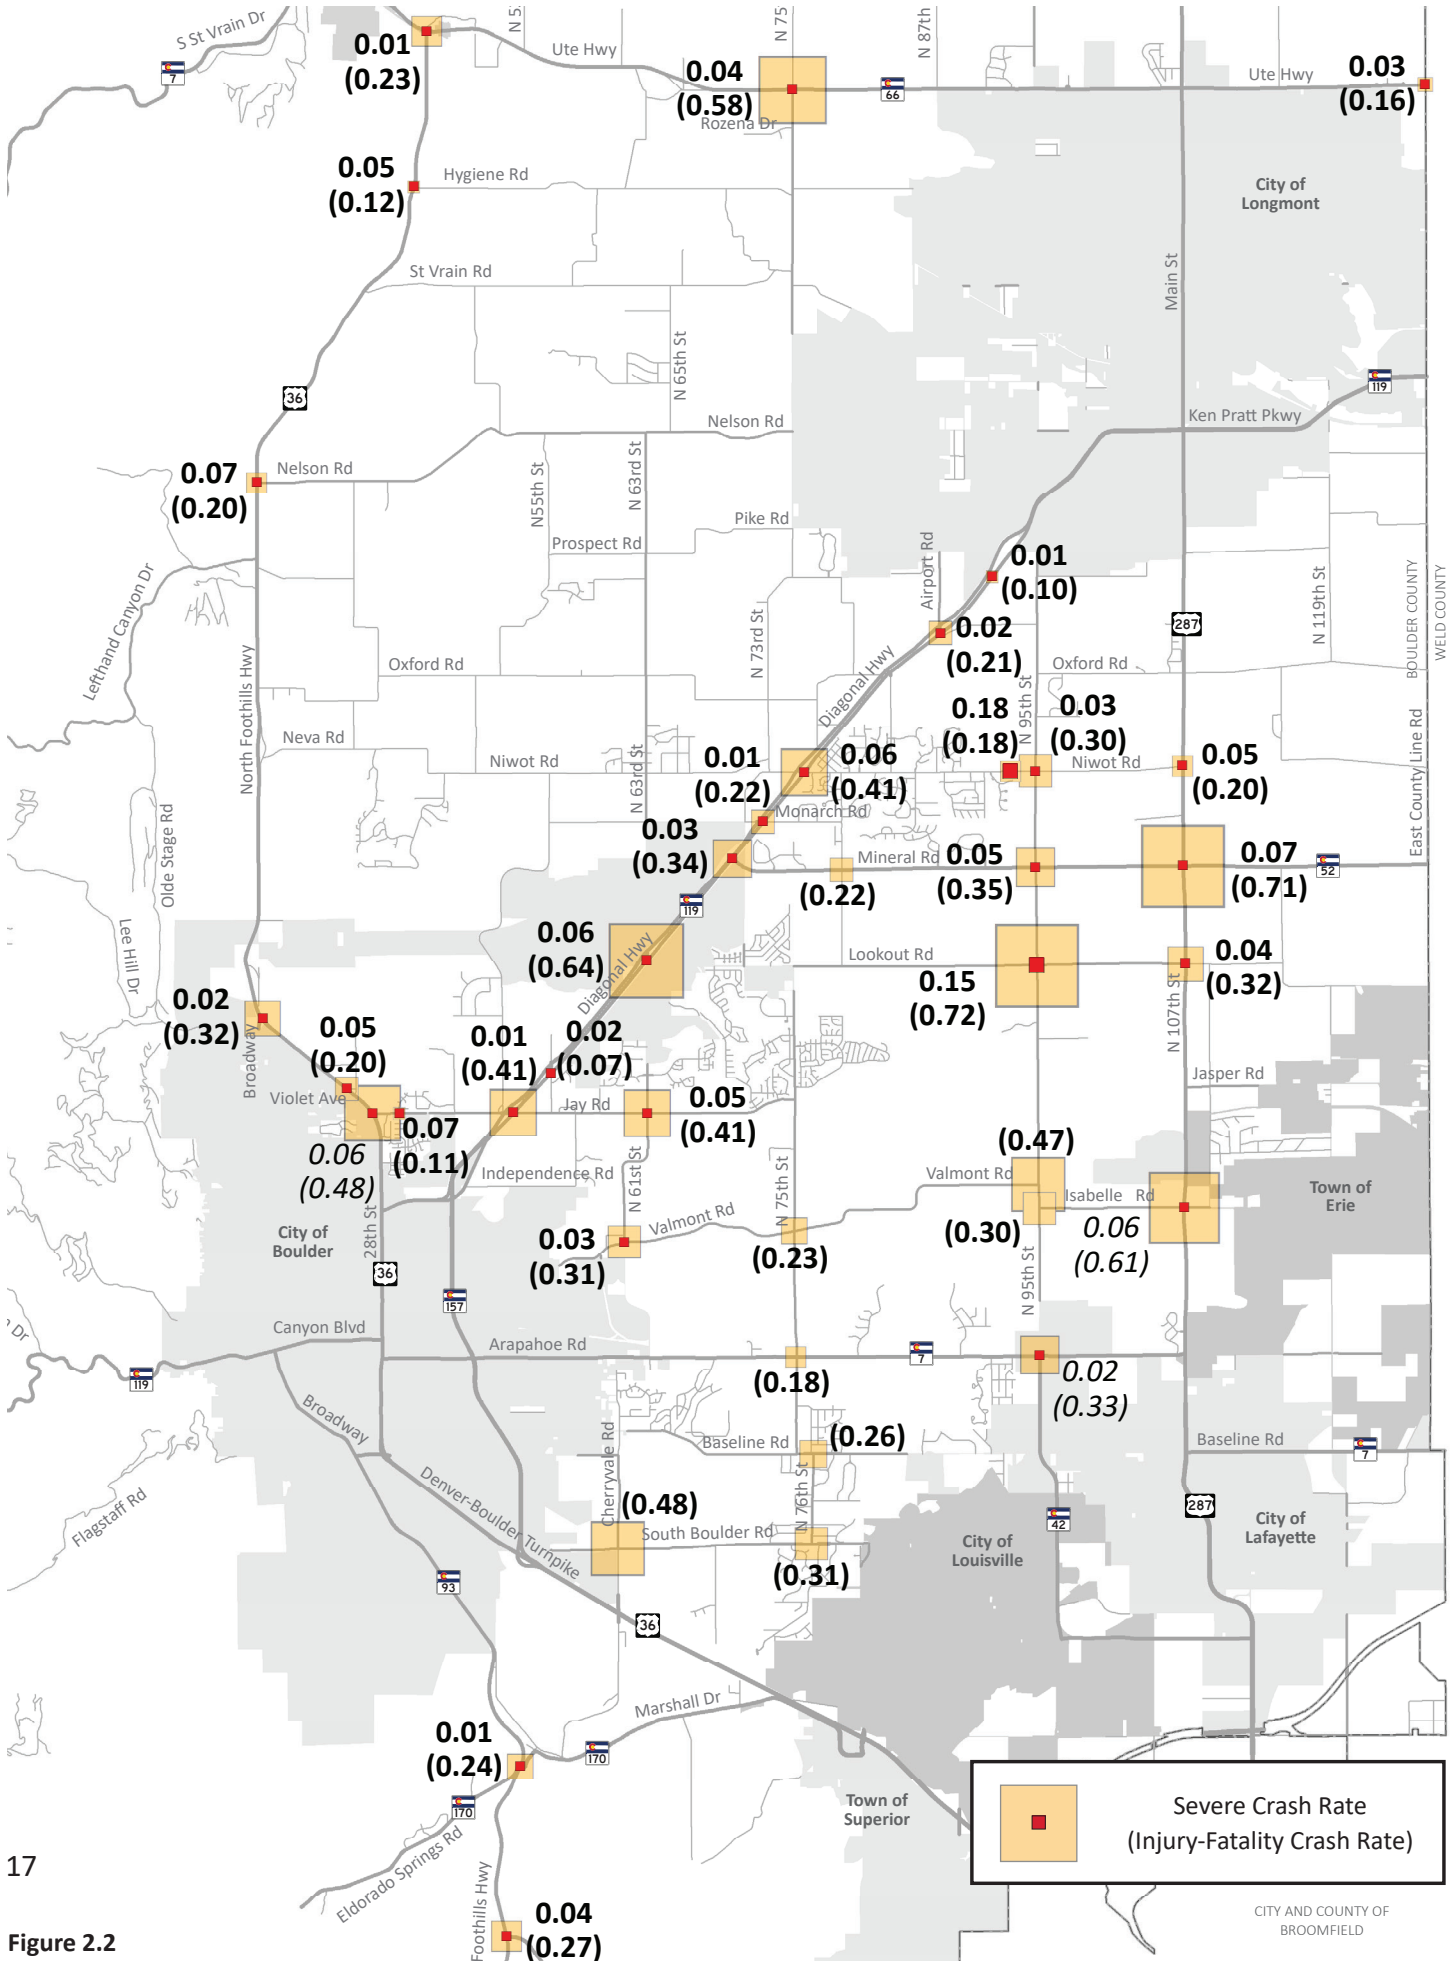 S St Vrain Dr
7
0.01
(0.23)
Ute Hwy
0.04
(0.58)
N 75
N 87th
66
Ute Hwy
0.03
(0.16)
Rozena Dr
0.05
(0.12)
Hygiene Rd
City of
Longmont
St Vrain Rd
Main St
N 65th St
36
119
Nelson Rd
Ken Pratt Pkwy
0.07
(0.20)
Nelson Rd
N55th St
N 63rd St
Pike Rd
Prospect Rd
Airport Rd
0.01
(0.10)
Lefthand Canyon Dr
N 73rd St
0.02
(0.21)
287
N 119th St
BOULDER COUNTY
WELD COUNTY
Oxford Rd
Diagonal Hwy
Oxford Rd
N 95th St
North Foothills Hwy
Neva Rd
Niwot Rd
N 63rd St
0.01
(0.22)
0.06
(0.41)
0.18
(0.18)
0.03
(0.30)
Niwot Rd
0.05
(0.20)
East County Line Rd
Monarch Rd
Olde Stage Rd
0.03
(0.34)
Mineral Rd
(0.22)
0.05
(0.35)
0.07
(0.71)
52
119
Lee Hill Dr
0.06
(0.64)
Diagonal Hwy
Lookout Rd
0.15
(0.72)
0.04
(0.32)
N 107th St
0.02
(0.32)
Broadway
0.05
(0.20)
0.01
(0.41)
0.02
(0.07)
Jasper Rd
Violet Ave
Jay Rd
0.07
(0.11)
0.05
(0.41)
0.06
(0.48)
Independence Rd
N 61st St
N 75th St
(0.47)
Valmont Rd
Isabelle Rd
Town of
Erie
City of
Boulder
28th St
Valmont Rd
0.03
(0.31)
(0.23)
(0.30)
0.06
(0.61)
36
157
N 95th St
Canyon Blvd
Arapahoe Rd
7
Dr
119
(0.18)
0.02
(0.33)
Broadway
Cherryvale Rd
Baseline Rd
(0.26)
Baseline Rd
7
Denver-Boulder Turnpike
N 76th St
Flagstaff Rd
(0.48)
South Boulder Rd
(0.31)
City of
Louisville
42
287
City of
Lafayette
93
36
Marshall Dr
0.01
(0.24)
170
170
Town of
Superior
Severe Crash Rate
(Injury-Fatality Crash Rate)
17
Eldorado Springs Rd
Foothills Hwy
0.04
(0.27)
CITY AND COUNTY OF
BROOMFIELD
Figure 2.2